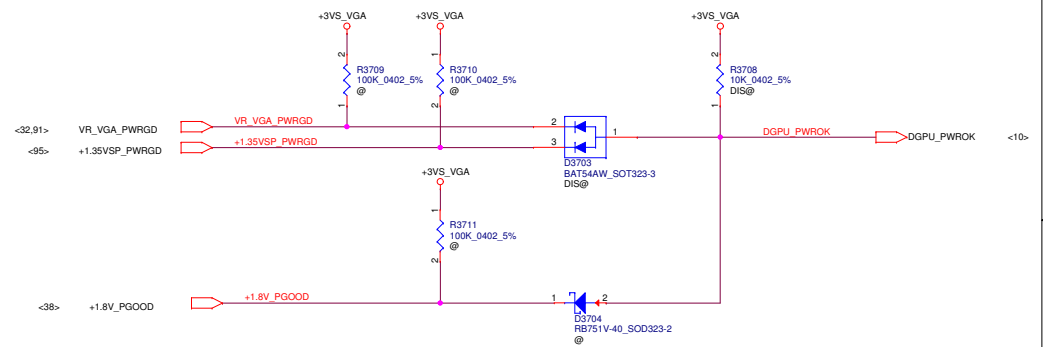 +3VS_VGA
+3VS_VGA
+3VS_VGA
2
R3709
100K_0402_5%
@
1
1
R3710
100K_0402_5%
@
2
2
R3708
10K_0402_5%
DIS@
1
<32,91> VR_VGA_PWRGD VR_VGA_PWRGD 2
1 DGPU_PWROK DGPU_PWROK <10>
<95> +1.35VSP_PWRGD +1.35VSP_PWRGD 3
D3703
BAT54AW_SOT323-3
DIS@
+3VS_VGA
1
R3711
100K_0402_5%
@
2
<38> +1.8V_PGOOD +1.8V_PGOOD 1 2
D3704
RB751V-40_SOD323-2
@